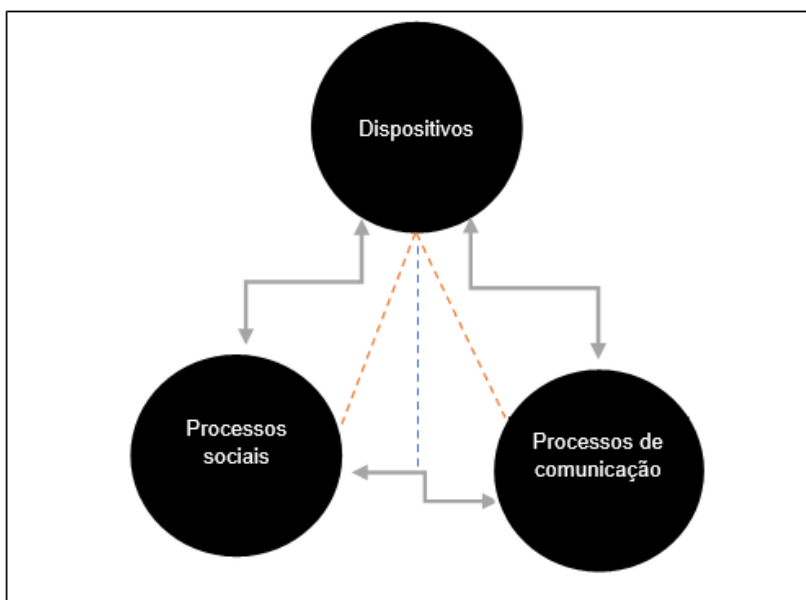 Dispositivos
Processos
sociais
Processos de
comunicação